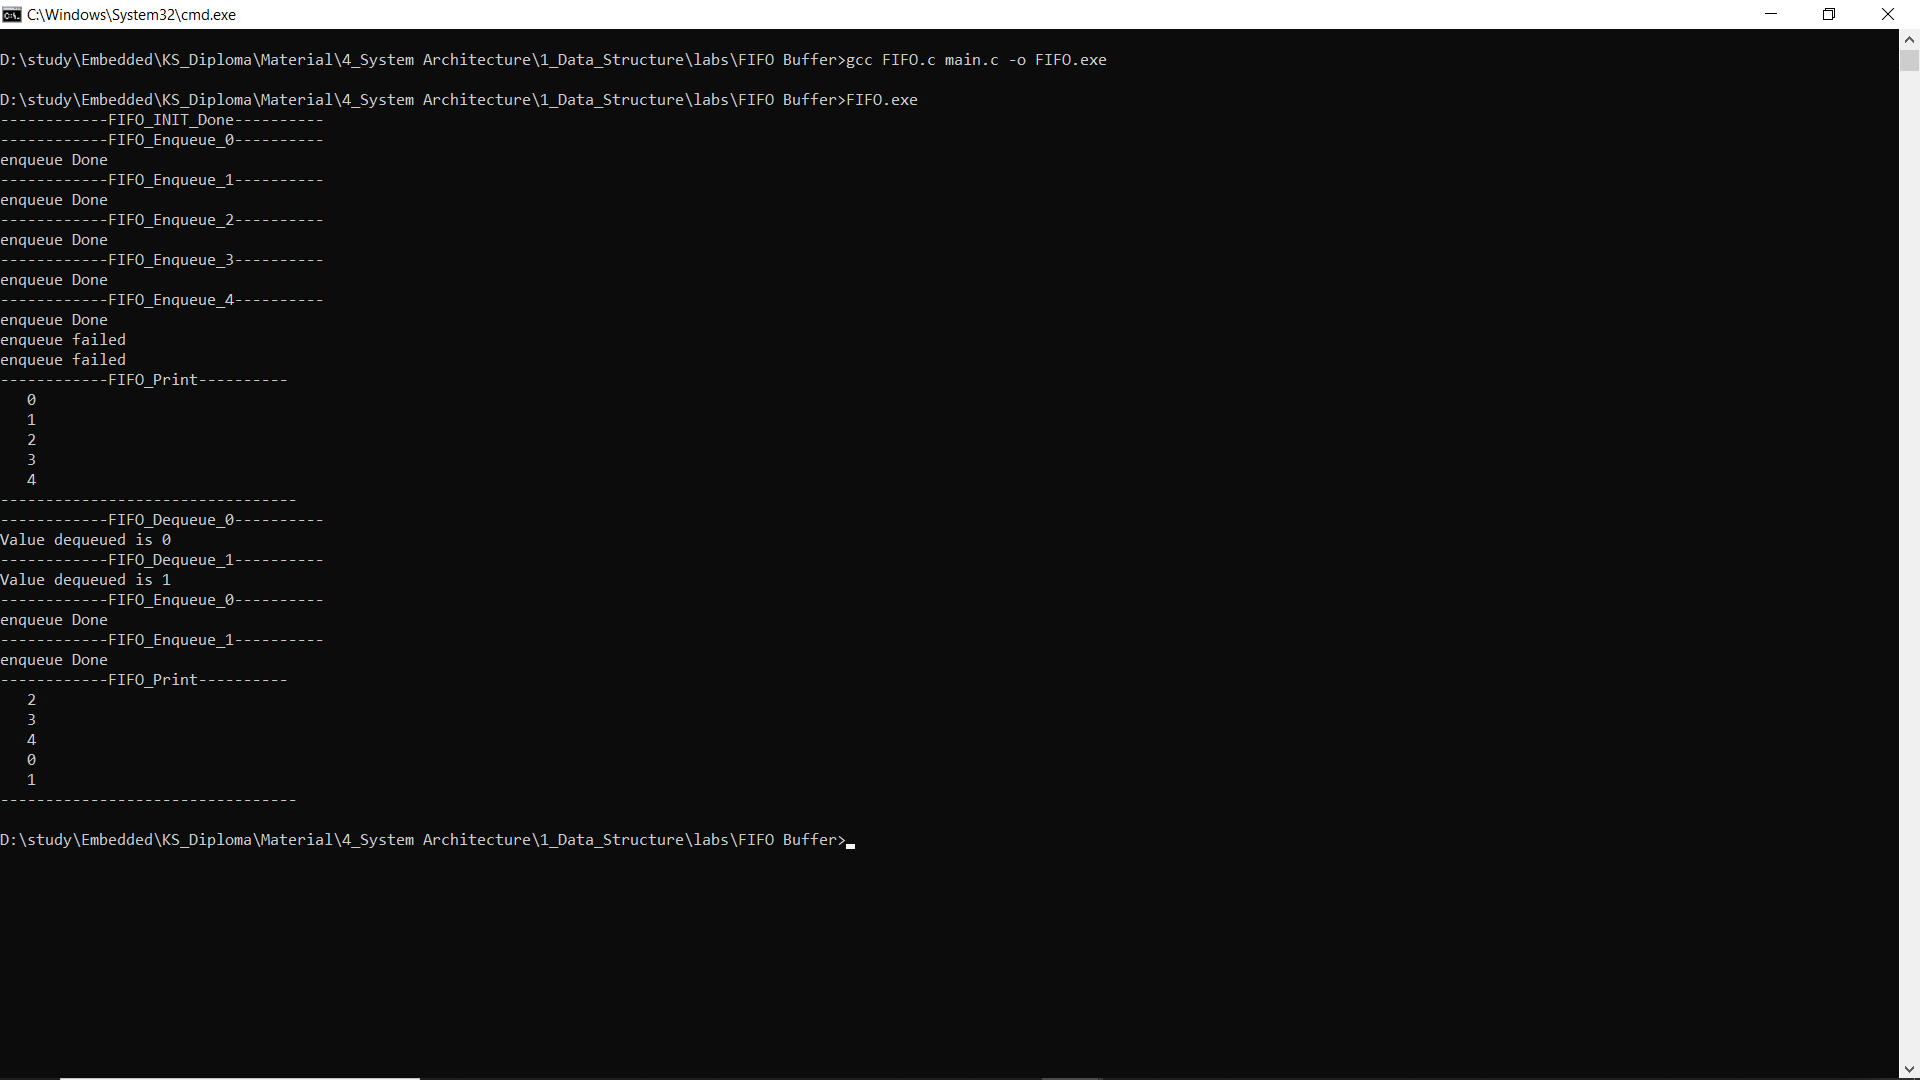 C:\Windows\System32\cmd.exe
D:\study\Embedded\KS_Diploma\Material\4_System Architecture\1_Data_Structure\labs\FIFO Buffer>gcc FIFO.c main.c -o FIFO.exe
D:\study\Embedded\KS_Diploma\Material\4_System Architecture\1_Data_Structure\labs\FIFO Buffer>FIFO.exe
------------FIFO_INIT_Done----------
------------FIFO_Enqueue_0----------
enqueue Done
------------FIFO_Enqueue_1----------
enqueue Done
------------FIFO_Enqueue_2----------
enqueue Done
------------FIFO_Enqueue_3----------
enqueue Done
------------FIFO_Enqueue_4----------
enqueue Done
enqueue failed
enqueue failed
------------FIFO_Print----------
   0
   1
   2
   3
   4
---------------------------------
------------FIFO_Dequeue_0----------
Value dequeued is 0
------------FIFO_Dequeue_1----------
Value dequeued is 1
------------FIFO_Enqueue_0----------
enqueue Done
------------FIFO_Enqueue_1----------
enqueue Done
------------FIFO_Print----------
   2
   3
   4
   0
   1
---------------------------------
D:\study\Embedded\KS_Diploma\Material\4_System Architecture\1_Data_Structure\labs\FIFO Buffer>